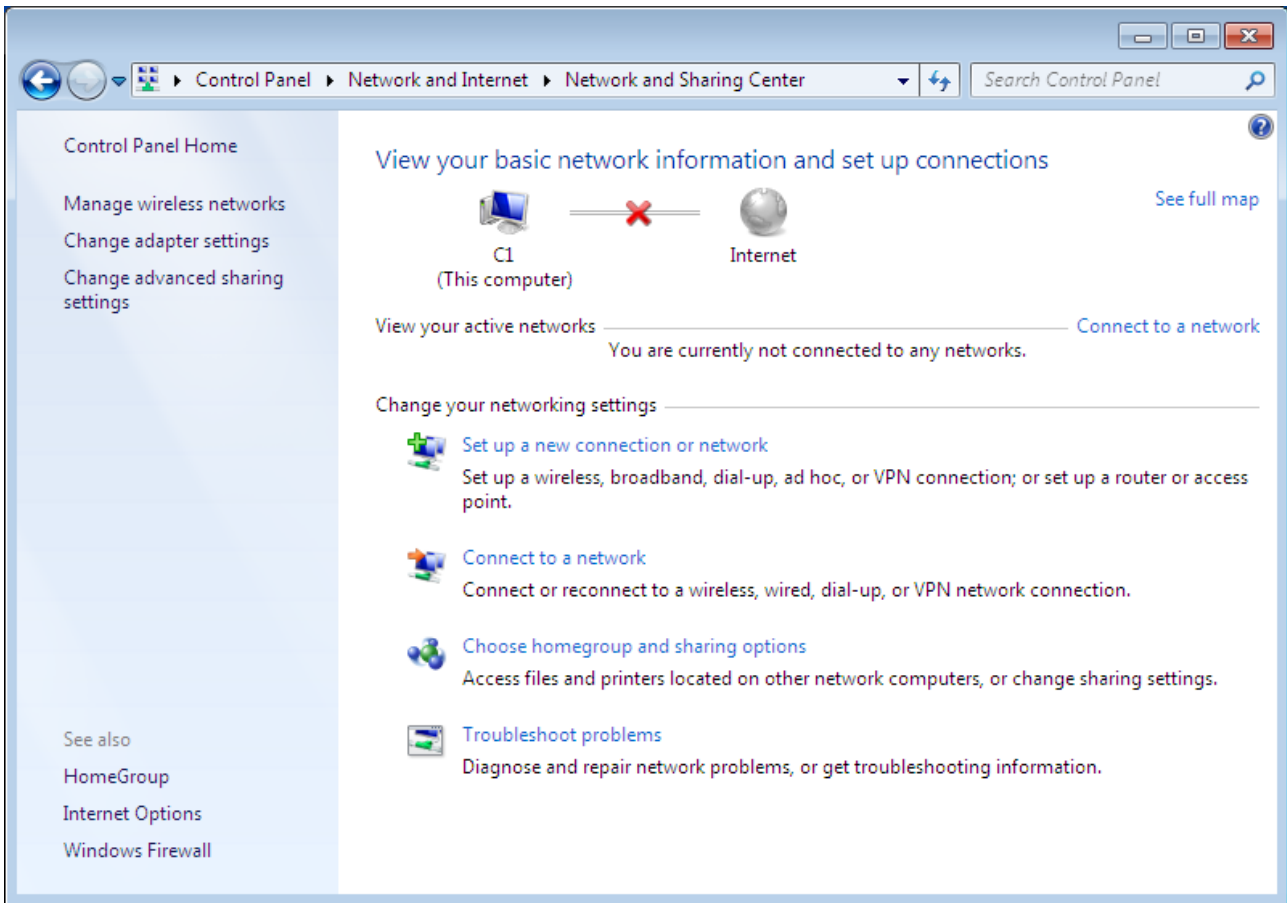 Control Panel Network and Internet Network and Sharing Center Search Control Panel
Control Panel Home
Manage wireless networks
Change adapter settings
Change advanced sharing
settings
See also
HomeGroup
Internet Options
Windows Firewall
View your basic network information and set up connections
See full map
C1
(This computer)
Internet
View your active networks
Connect to a network
You are currently not connected to any networks.
Change your networking settings
Set up a new connection or network
Set up a wireless, broadband, dial-up, ad hoc, or VPN connection; or set up a router or access
point.
Connect to a network
Connect or reconnect to a wireless, wired, dial-up, or VPN network connection.
Choose homegroup and sharing options
Access files and printers located on other network computers, or change sharing settings.
Troubleshoot problems
Diagnose and repair network problems, or get troubleshooting information.